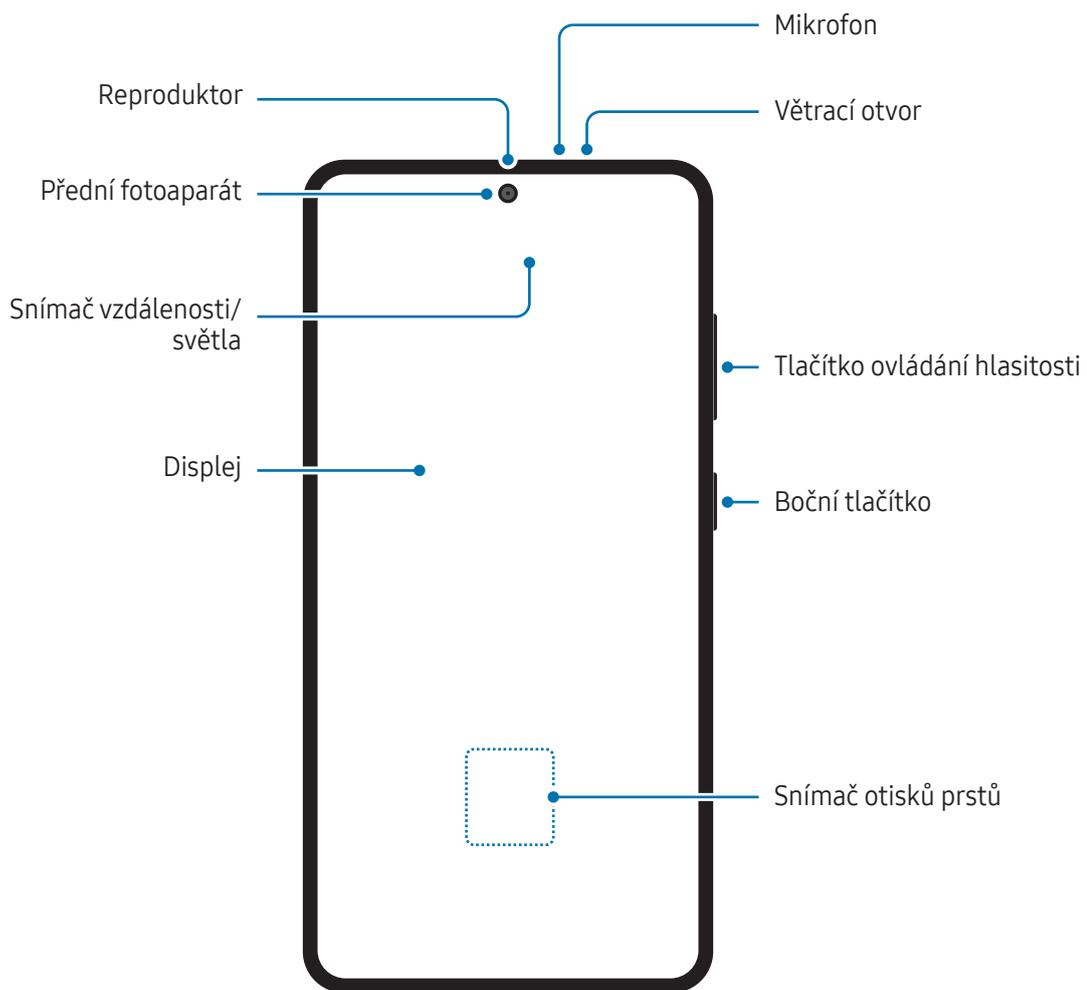 Mikrofon
Reproduktor
Větrací otvor
Přední fotoaparát
Snímač vzdálenosti/
světla
Tlačítko ovládání hlasitosti
Displej
Boční tlačítko
Snímač otisků prstů